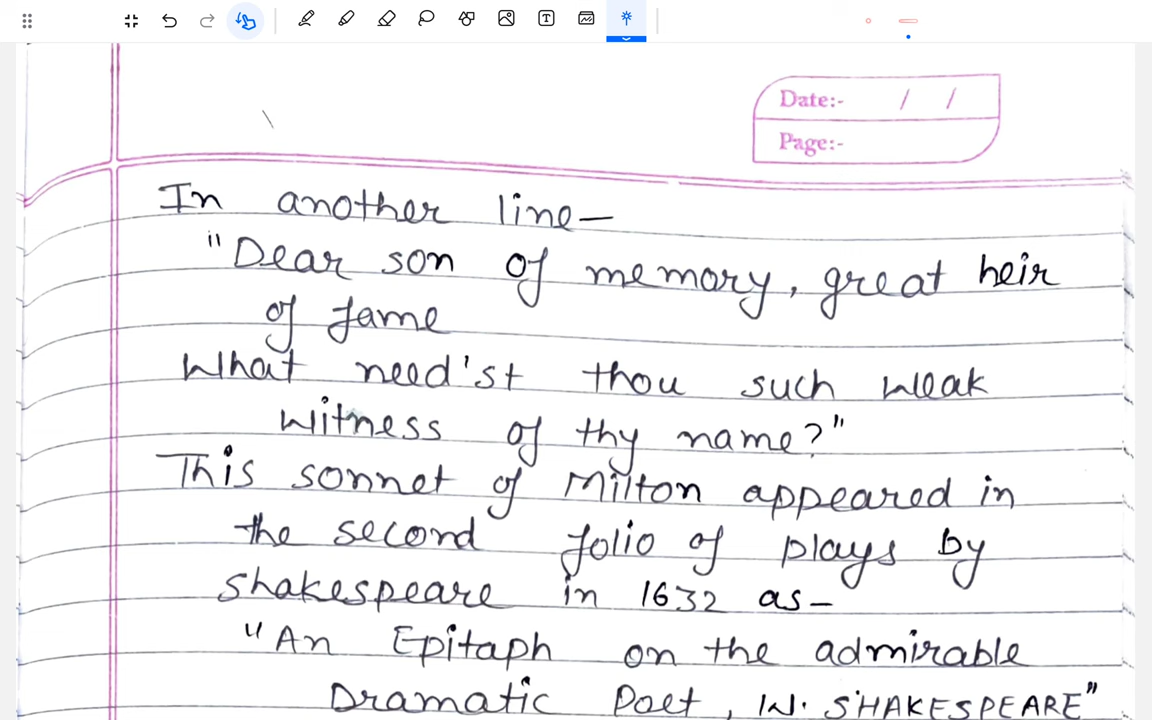 Date:- / /
Page:-
In another line—
"Dear son of memory, great heir
of fame
What need'st thou such weak
witness of thy name?"
This sonnet of Milton appeared in
the second folio of plays by
Shakespeare in 1632 as—
"An Epitaph on the admirable
Dramatic Poet, W. SHAKESPEARE"